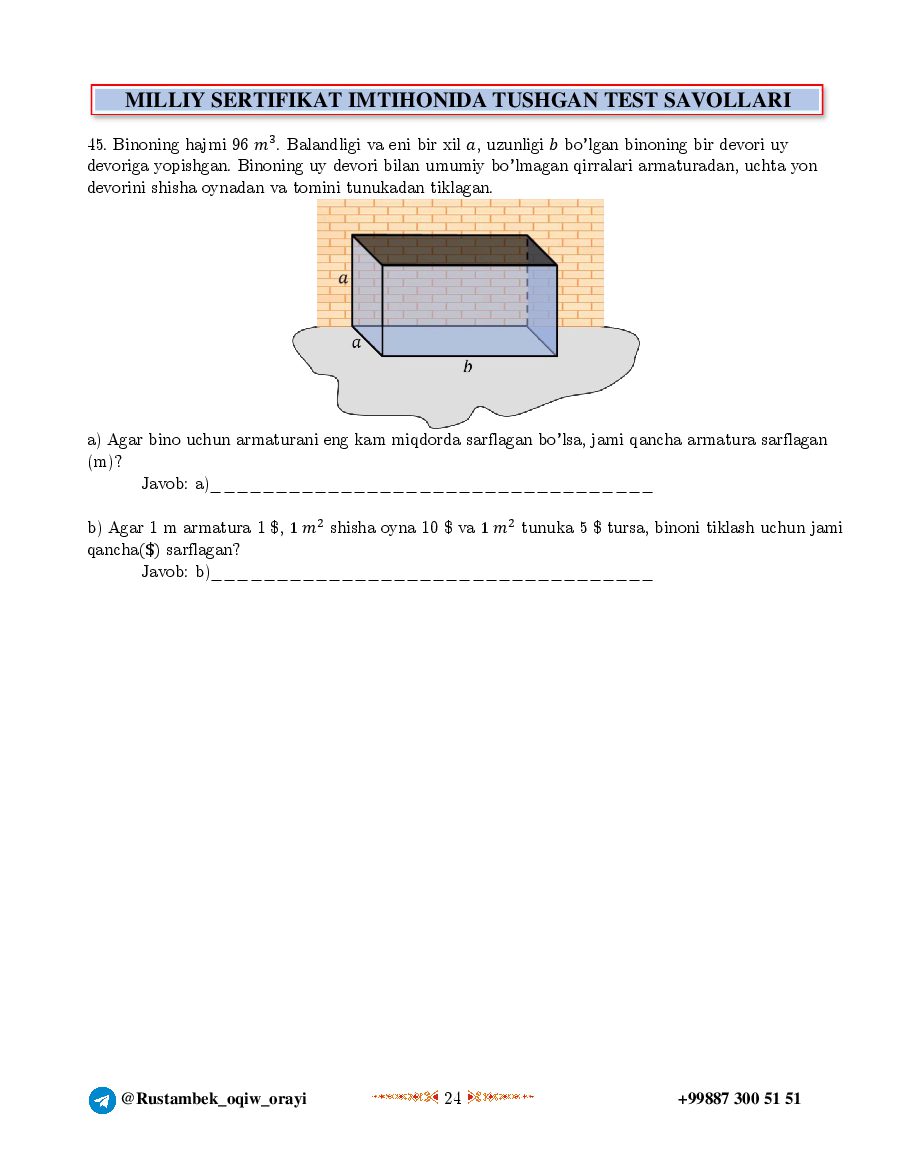 MILLIY SERTIFIKAT IMTIHONIDA TUSHGAN TEST SAVOLLARI
45. Binoning hajmi 96 m³. Balandligi va eni bir xil a, uzunligi b bo'lgan binoning bir devori uy
devoriga yopishgan. Binoning uy devori bilan umumiy bo'lmagan qirralari armaturadan, uchta yon
devorini shisha oynadan va tomini tunukadan tiklagan.
a
a
b
a) Agar bino uchun armaturani eng kam miqdorda sarflagan bo'lsa, jami qancha armatura sarflagan
(m)?
Javob: a)__________________________________
b) Agar 1 m armatura 1 $, 1 m² shisha oyna 10 $ va 1 m² tunuka 5 $ tursa, binoni tiklash uchun jami
qancha($) sarflagan?
Javob: b)__________________________________
@Rustambek_oqiw_orayi 24 +99887 300 51 51